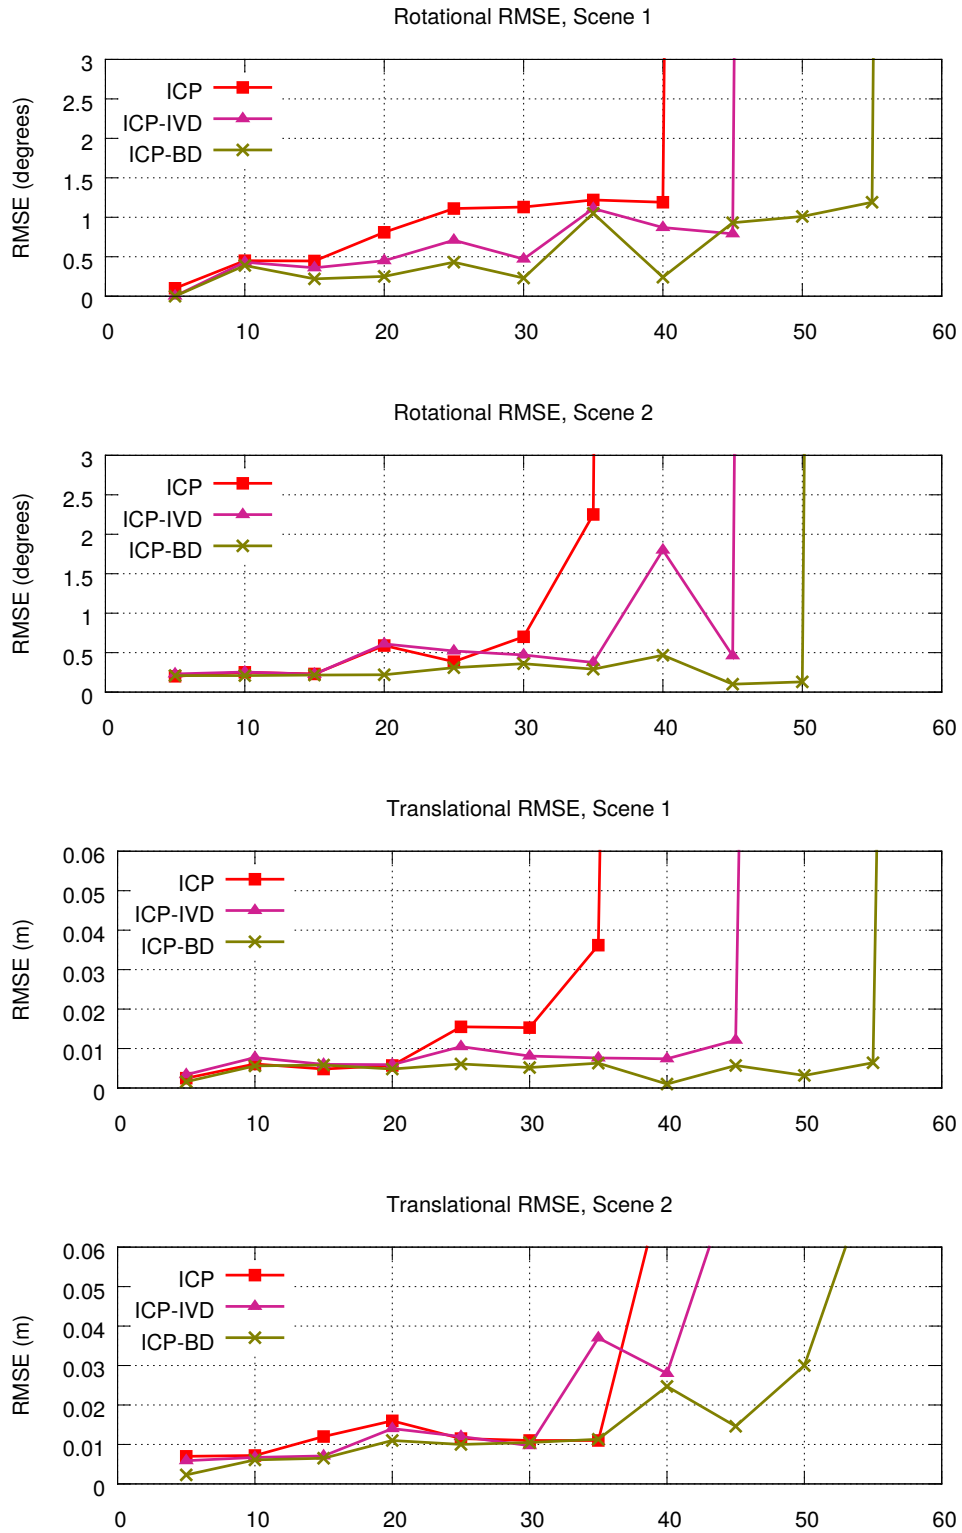 Rotational RMSE, Scene 1
RMSE (degrees)
3
2.5
2
1.5
1
0.5
0
ICP
ICP-IVD
ICP-BD
0 10 20 30 40 50 60
Rotational RMSE, Scene 2
RMSE (degrees)
3
2.5
2
1.5
1
0.5
0
ICP
ICP-IVD
ICP-BD
0 10 20 30 40 50 60
Translational RMSE, Scene 1
RMSE (m)
0.06
0.04
0.03
0.02
0.01
0
0.05
ICP
ICP-IVD
ICP-BD
0 10 20 30 40 50 60
Translational RMSE, Scene 2
RMSE (m)
0.06
0.05
0.04
0.03
0.02
0.01
0
ICP
ICP-IVD
ICP-BD
0 10 20 30 40 50 60